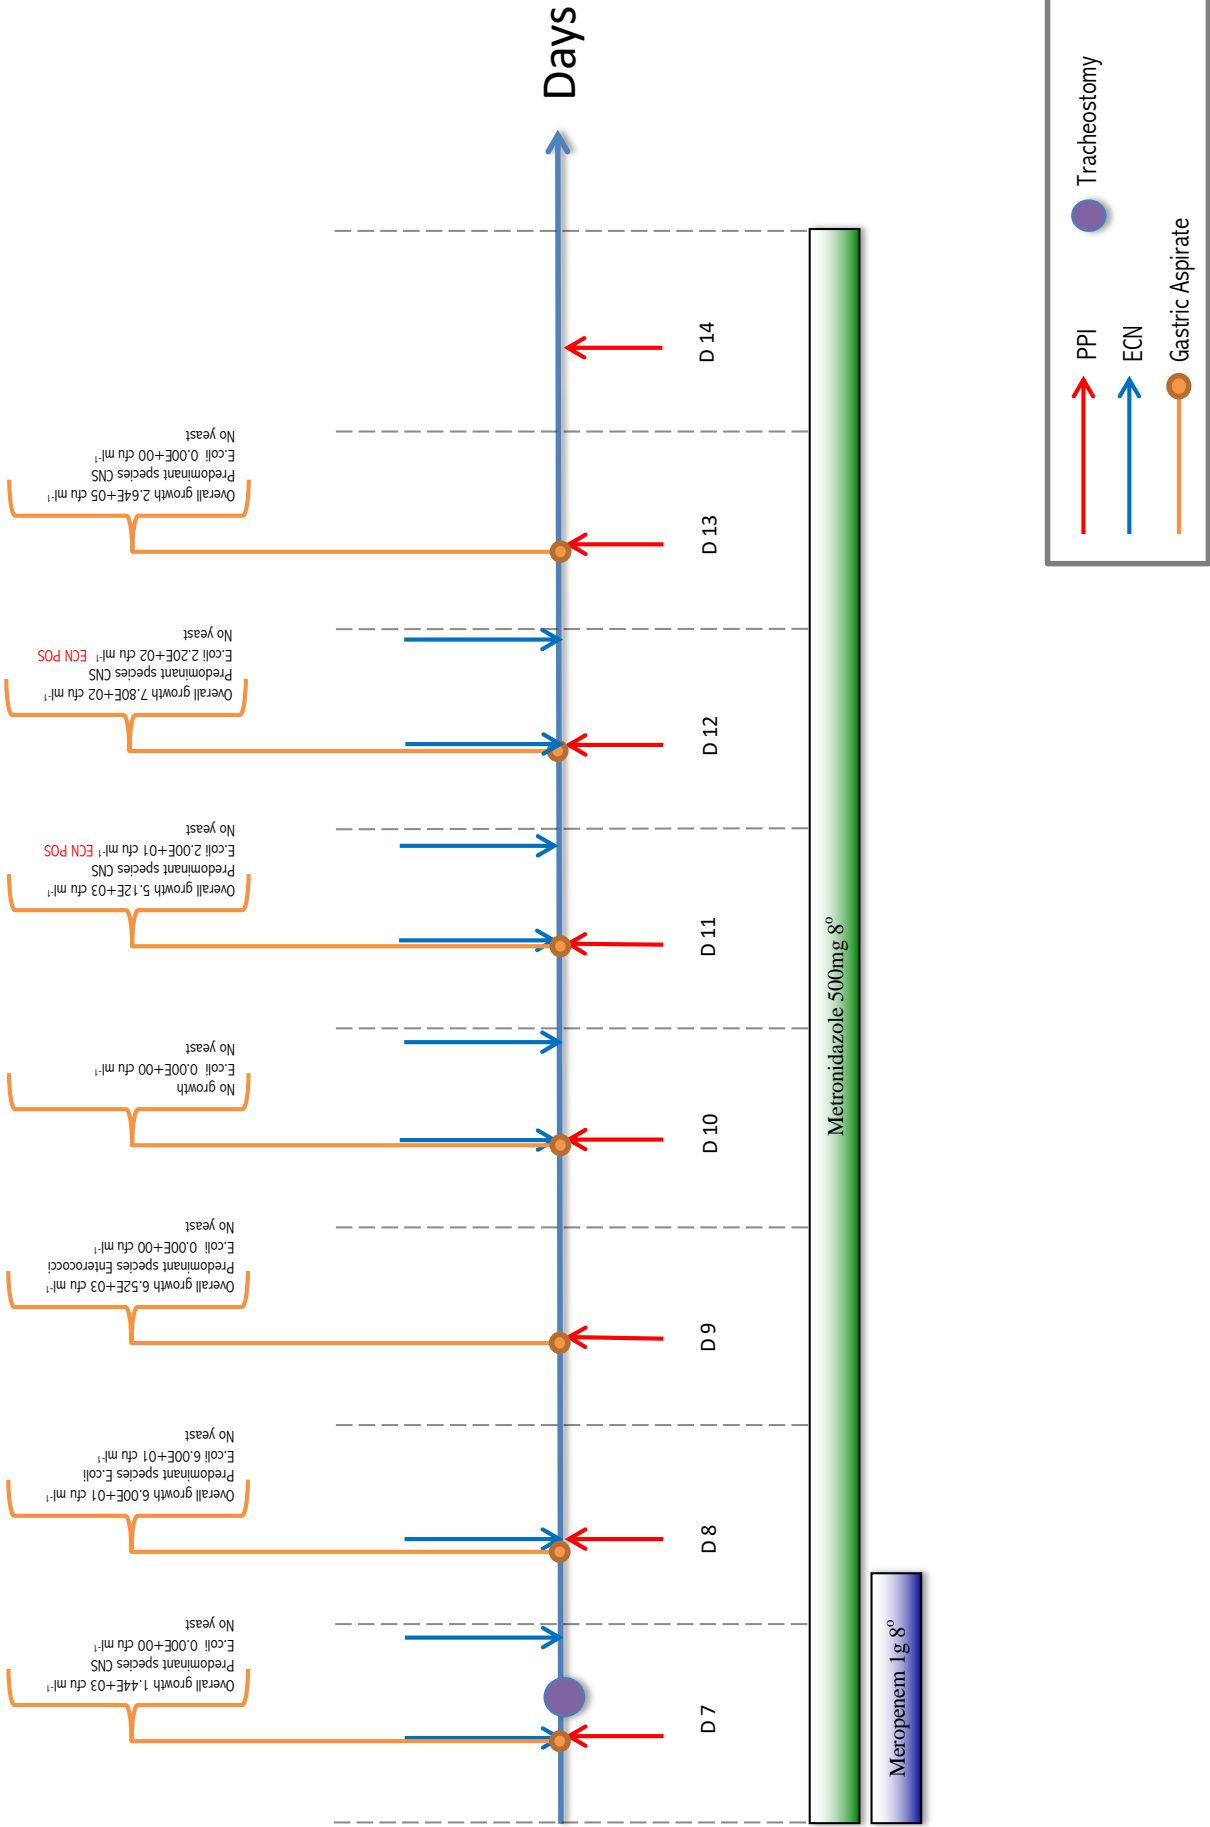 Overall growth 1.44E+03 cfu ml-1
Predominant species CNS
E.coli 0.00E+00 cfu ml-1
No yeast
Overall growth 6.00E+01 cfu ml-1
Predominant species E.coli
E.coli 6.00E+01 cfu ml-1
No yeast
Overall growth 6.52E+03 cfu ml-1
Predominant species Enterococci
E.coli 0.00E+00 cfu ml-1
No yeast
No growth
E.coli 0.00E+00 cfu ml-1
No yeast
Overall growth 5.12E+03 cfu ml-1
Predominant species CNS
E.coli 2.00E+01 cfu ml-1 ECN POS
No yeast
Overall growth 7.80E+02 cfu ml-1
Predominant species CNS
E.coli 2.20E+02 cfu ml-1 ECN POS
No yeast
Overall growth 2.64E+05 cfu ml-1
Predominant species CNS
E.coli 0.00E+00 cfu ml-1
No yeast
Days
D 7
D 8
D 9
D 10
D 11
D 12
D 13
D 14
Metronidazole 500mg 8o
Meropenem 1g 8o
PPI
Tracheostomy
ECN
Gastric Aspirate